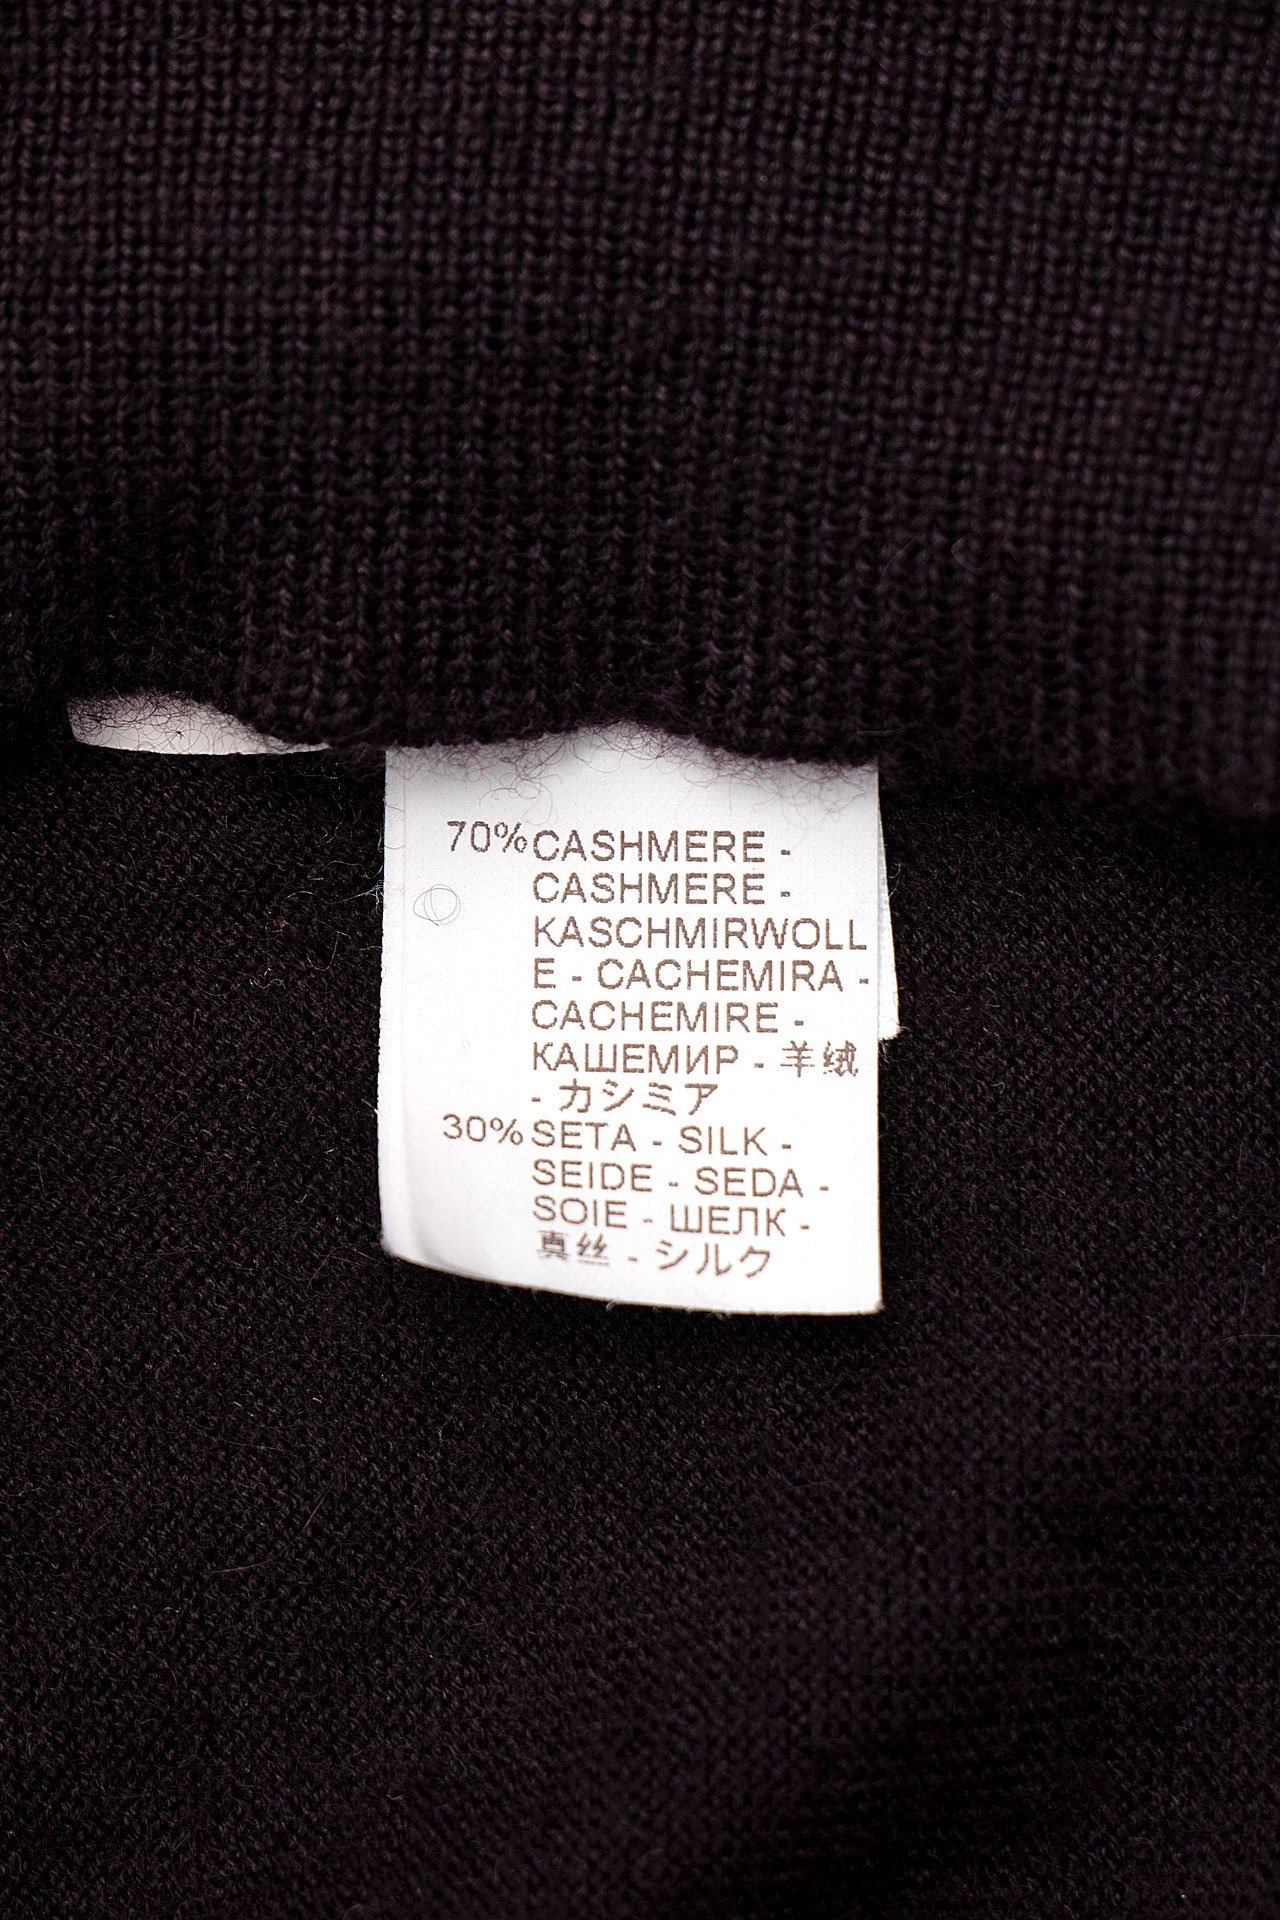 70% CASHMERE -
CASHMERE -
KASCHMIRWOLL
E - CACHEMIRA -
CACHEMIRE -
КАШЕМИР - 羊绒
- カシミア
30% SETA - SILK -
SEIDE - SEDA -
SOIE - ШЕЛК -
真丝 - シルク